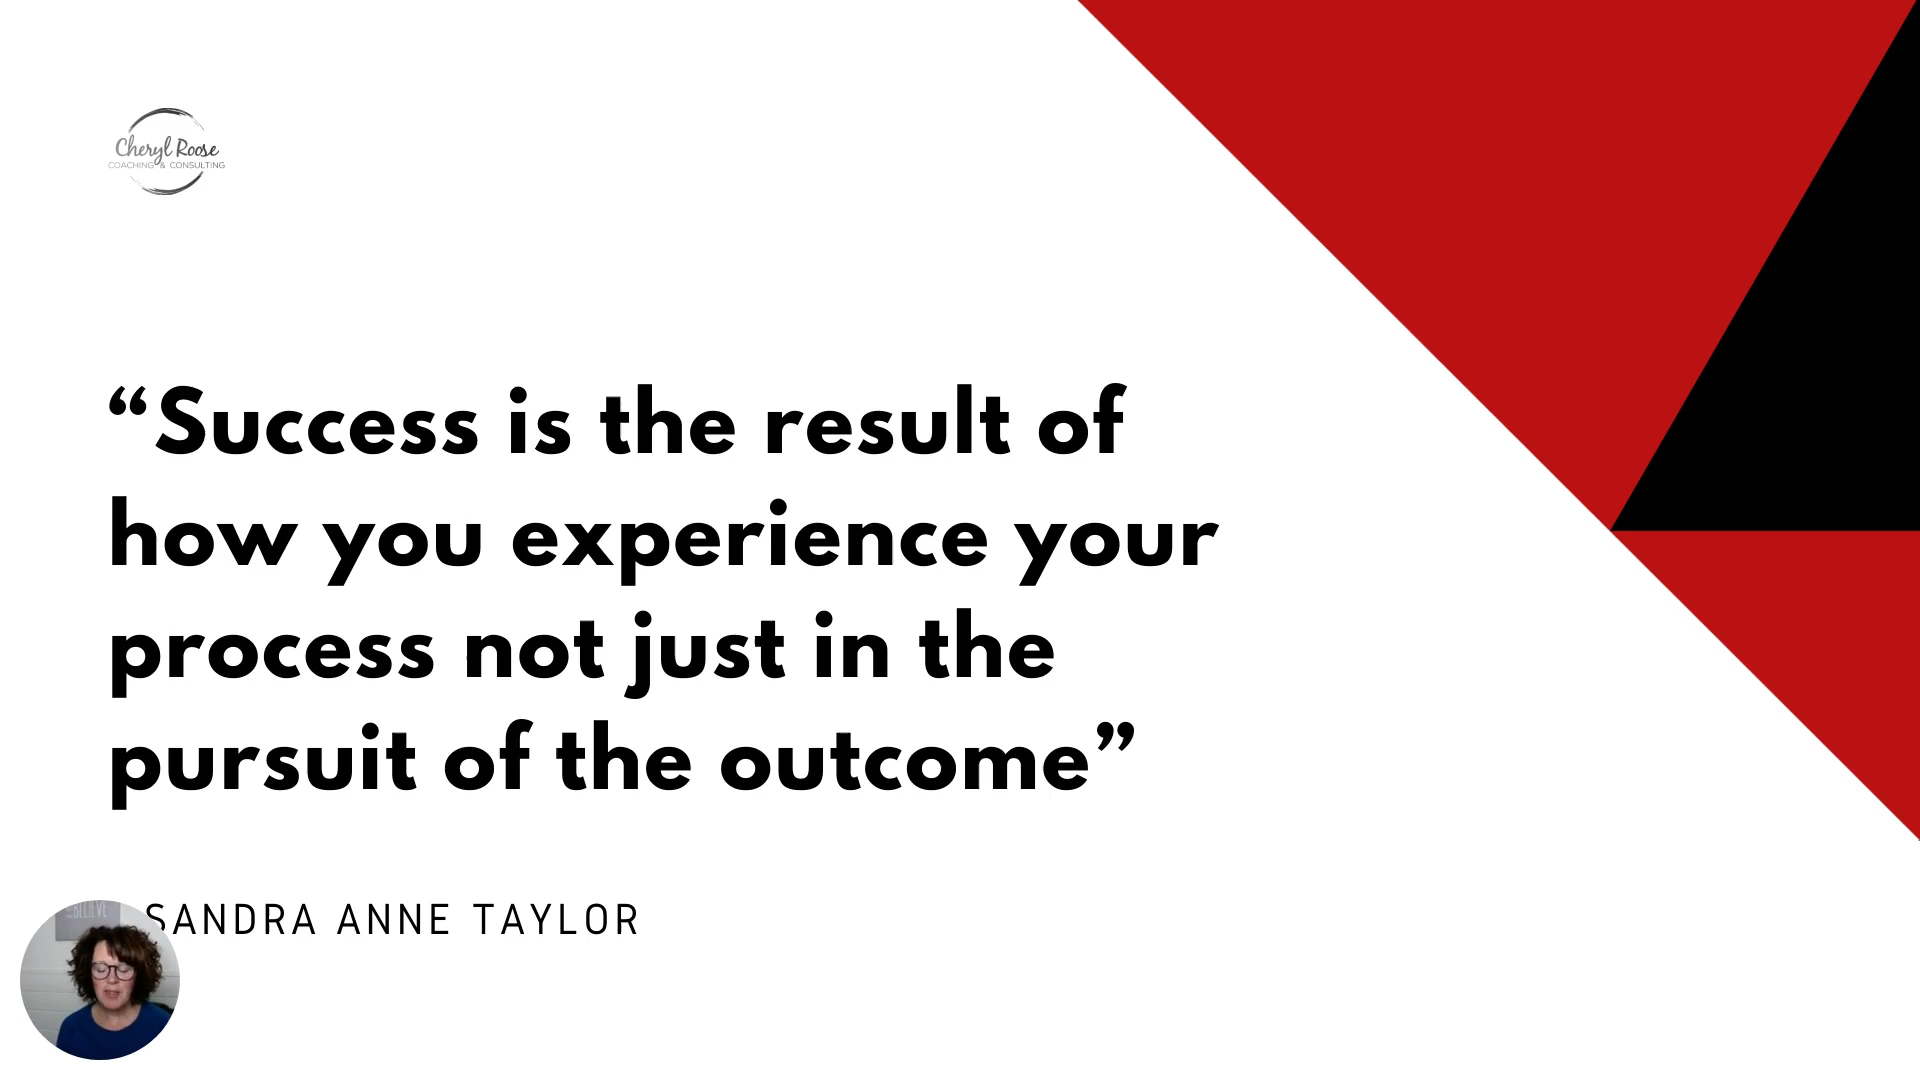 Cheryl Roose
COACHING & CONSULTING
“Success is the result of
how you experience your
process not just in the
pursuit of the outcome”
SANDRA ANNE TAYLOR
BELIEVE